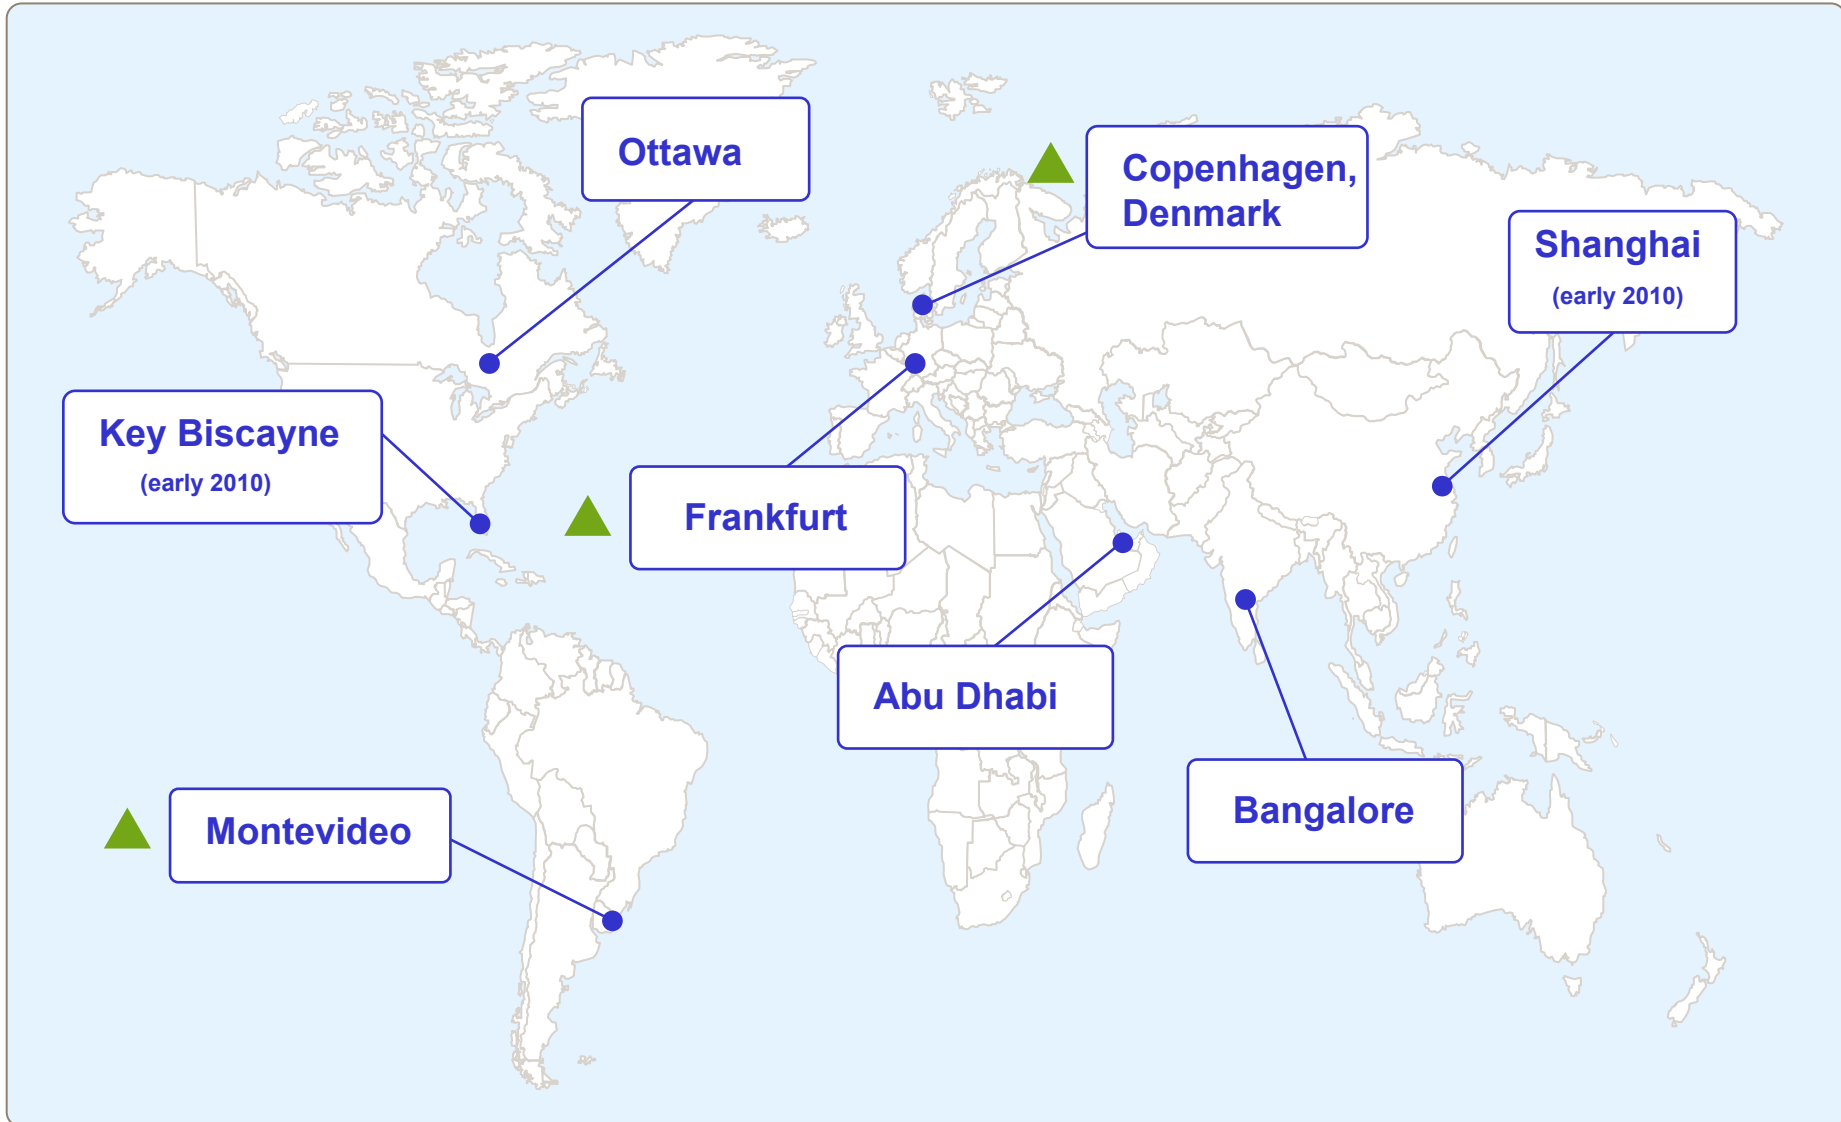 Ottawa
Copenhagen,
Denmark
Shanghai
(early 2010)
Key Biscayne
(early 2010)
Frankfurt
Abu Dhabi
Bangalore
Montevideo